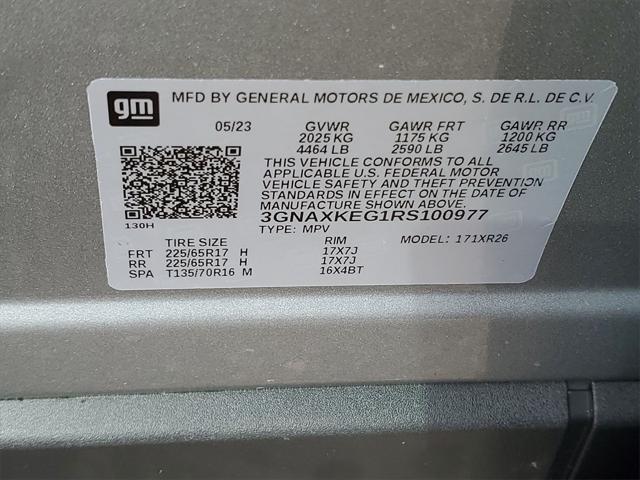 gm MFD BY GENERAL MOTORS DE MEXICO, S. DE R.L. DE C.V.
05/23 GVWR GAWR FRT GAWR RR
2025 KG 1175 KG 1200 KG
4464 LB 2590 LB 2645 LB
THIS VEHICLE CONFORMS TO ALL
APPLICABLE U.S. FEDERAL MOTOR
VEHICLE SAFETY AND THEFT PREVENTION
STANDARDS IN EFFECT ON THE DATE OF
MANUFACTURE SHOWN ABOVE.
3GNAXKEG1RS100977
130H TYPE: MPV MODEL: 171XR26
TIRE SIZE RIM
FRT 225/65R17 H 17X7J
RR 225/65R17 H 17X7J
SPA T135/70R16 M 16X4BT